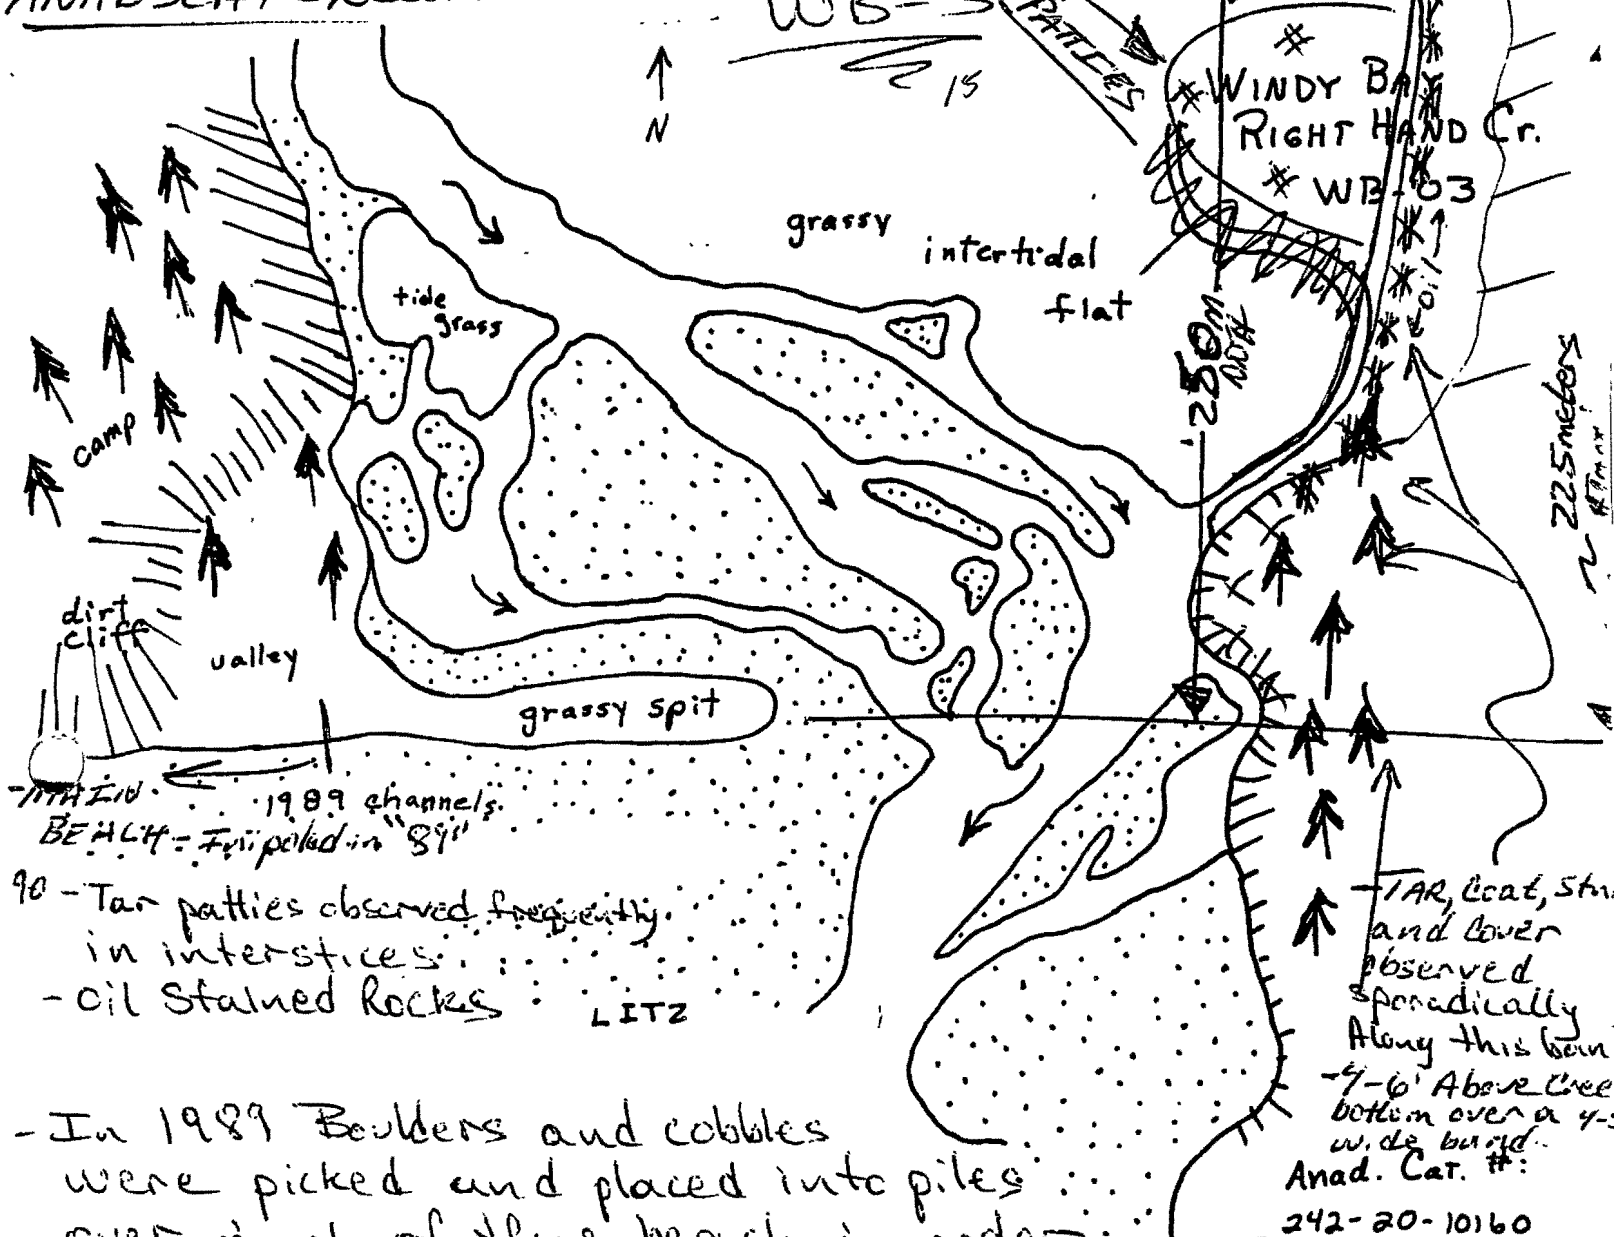 WB-3
PATTIES
15
N
WINDY BAY
RIGHT HAND Cr.
WB-03
grassy
intertidal
flat
oil
tide
grass
250m
225 meters
camp
dirt
cliff
valley
grassy spit
1989 channels
BEACH - in "89"
90 - Tar patties observed frequently
in interstices
- oil Stained Rocks
LITZ
- TAR, Coat,
and Cover
observed
sporadically
Along this
-4-6' Above
bottom over a
wide band
- In 1989 Boulders and cobbles
were picked and placed into piles
Anad. Cat. #:
242-20-10160